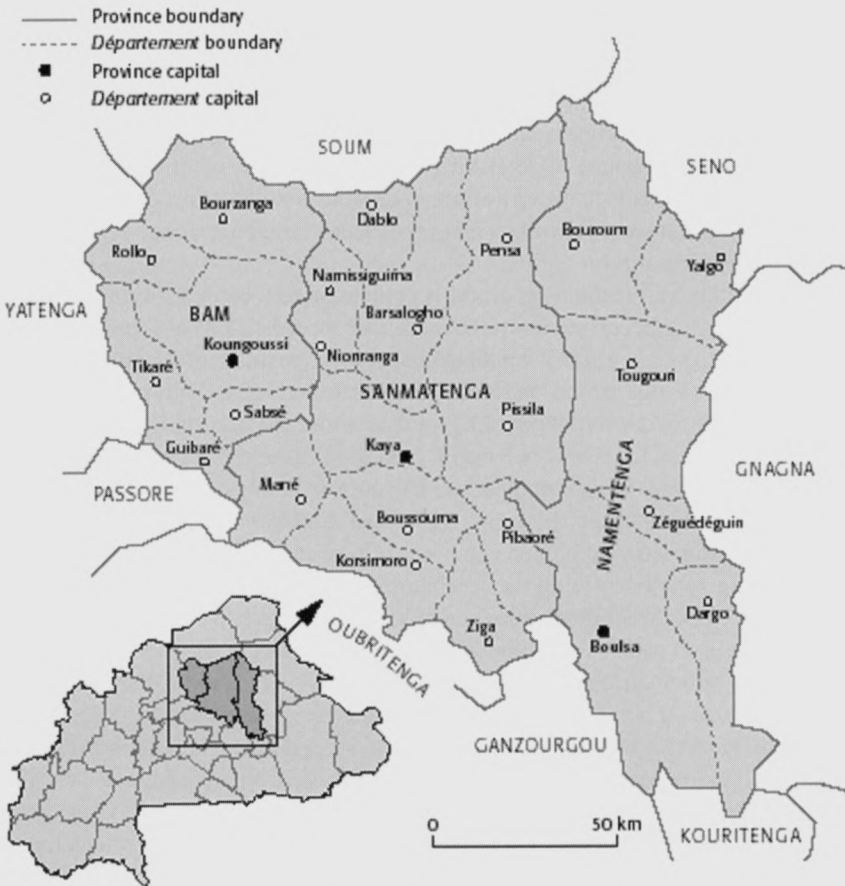 Province boundary
Département boundary
Province capital
Département capital
SOUM
SENO
Bourzanga
Dablo
Pensa
Bouroum
Rollo
Yalgo
Namissiguima
YATENGA
BAM
Barsalogho
Koungoussi
Nionranga
Tikaré
Tougouri
SANMATENGA
Sabsé
Pissila
Guibaré
Kaya
GNAGNA
PASSORE
Mané
NAMENTENGA
Boussouma
Pibaoré
Zéguédéguin
Korsimoro
Dargo
Ziga
OUBRITENGA
Boulsa
GANZOURGOU
0 50 km
KOURITENGA